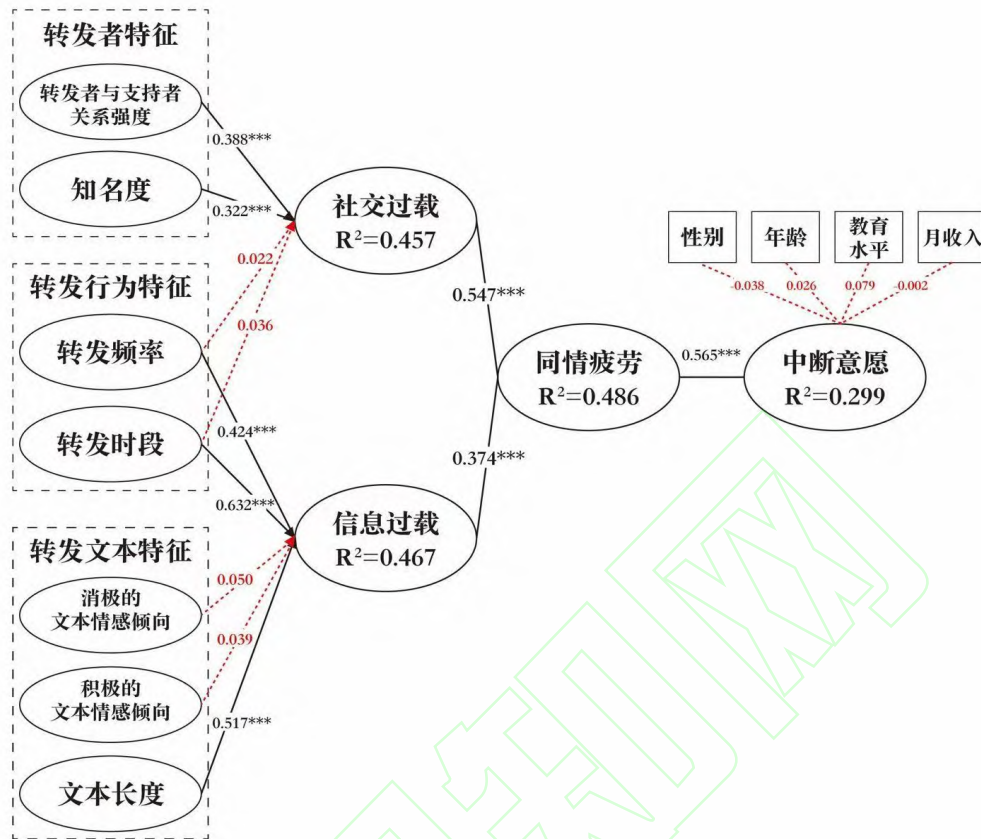 转发者特征
转发者与支持者
关系强度
知名度
0.388***
0.322***
转发行为特征
转发频率
转发时段
0.022
0.036
0.424***
0.632***
转发文本特征
消极的
文本情感倾向
积极的
文本情感倾向
文本长度
0.050
0.039
0.517***
社交过载
R²=0.457
信息过载
R²=0.467
0.547***
0.374***
同情疲劳
R²=0.486
0.565***
性别
年龄
教育
水平
月收入
-0.038
0.026
0.079
-0.002
中断意愿
R²=0.299
知网